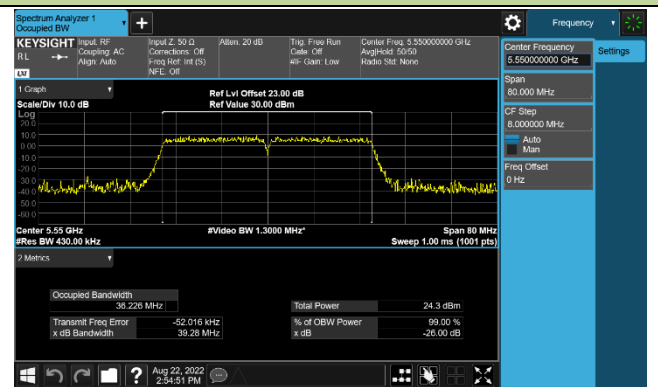 Spectrum Analyzer 1
Occupied BW
Frequency
KEYSIGHT
RL
Input: RF
Coupling: AC
Align: Auto
Input Z: 50 Ω
Corrections: Off
Freq Ref: Int (S)
NFE: Off
Atten: 20 dB
Trig: Free Run
Gate: Off
#IF Gain: Low
Center Freq: 5.550000000 GHz
Avg|Hold: 50/50
Radio Std: None
LXI
1 Graph
Scale/Div 10.0 dB
Ref Lvl Offset 23.00 dB
Ref Value 30.00 dBm
Log
20.0
10.0
0.00
-10.0
-20.0
-30.0
-40.0
-50.0
-60.0
Center 5.55 GHz
#Res BW 430.00 kHz
#Video BW 1.3000 MHz*
Span 80 MHz
Sweep 1.00 ms (1001 pts)
2 Metrics
Occupied Bandwidth
36.226 MHz
Total Power
24.3 dBm
Transmit Freq Error
-52.016 kHz
% of OBW Power
99.00 %
x dB Bandwidth
39.28 MHz
x dB
-26.00 dB
Aug 22, 2022
2:54:51 PM
Center Frequency
5.550000000 GHz
Settings
Span
80.000 MHz
CF Step
8.000000 MHz
Auto
Man
Freq Offset
0 Hz